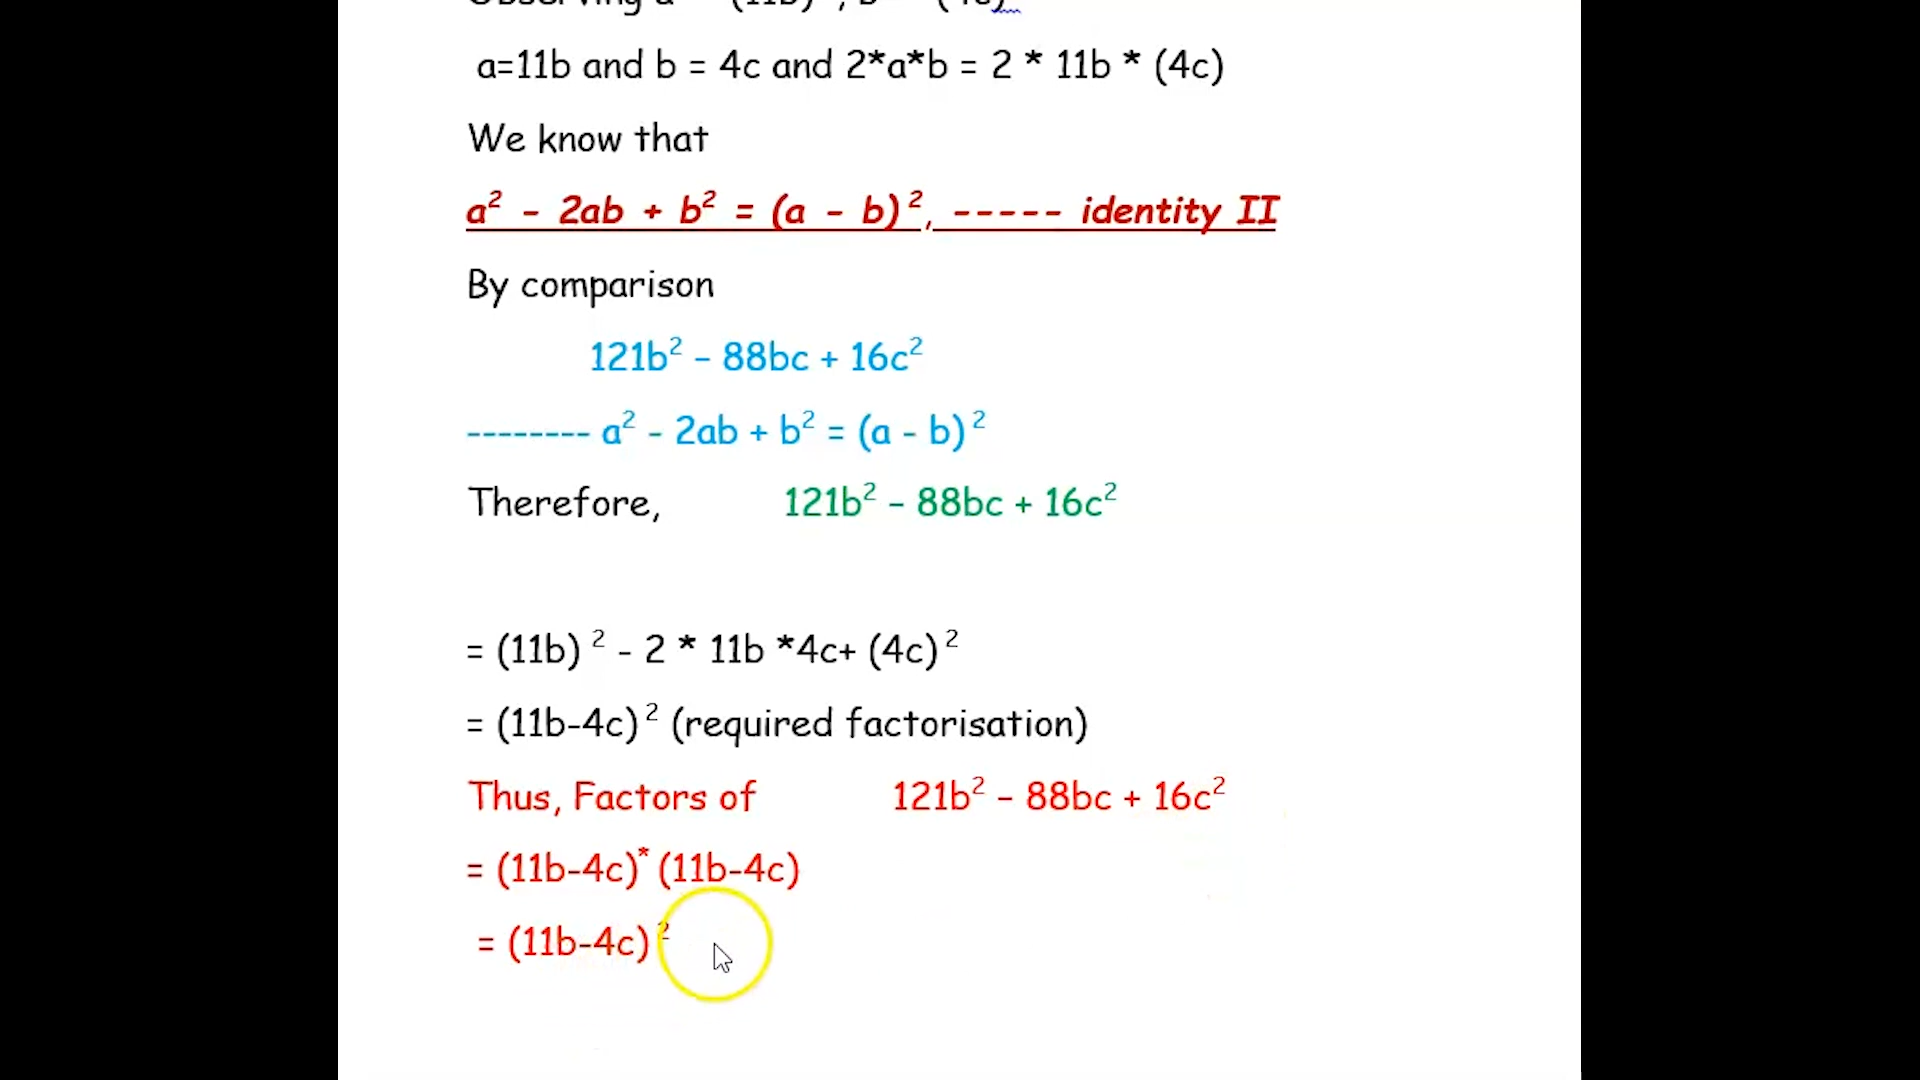 a=11b and b = 4c and 2*a*b = 2 * 11b * (4c)
We know that
a² - 2ab + b² = (a - b)², ----- identity II
By comparison
121b² – 88bc + 16c²
-------- a² - 2ab + b² = (a - b)²
Therefore, 121b² – 88bc + 16c²
= (11b)² - 2 * 11b *4c+ (4c)²
= (11b-4c)² (required factorisation)
Thus, Factors of 121b² – 88bc + 16c²
= (11b-4c)* (11b-4c)
= (11b-4c)²